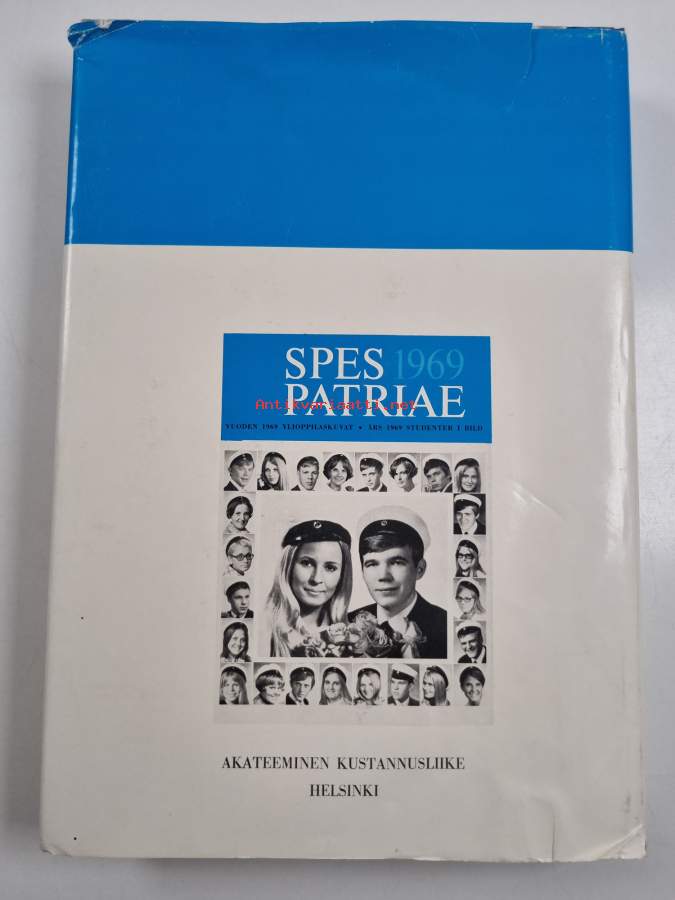 SPES 1969
PATRIAE
Antikvariaatti.net
VUODEN 1969 YLIOPPILASKUVAT • ÅRS 1969 STUDENTER I BILD
AKATEEMINEN KUSTANNUSLIIKE
HELSINKI